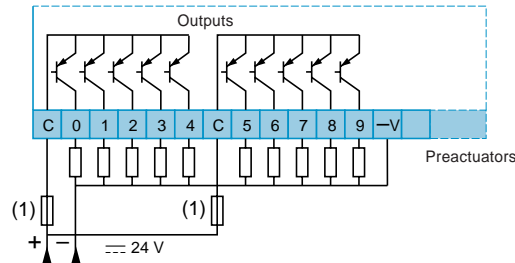 Outputs
C 0 1 2 3 4 C 5 6 7 8 9 —V
Preactuators
(1) (1)
+ − ⎓ 24 V